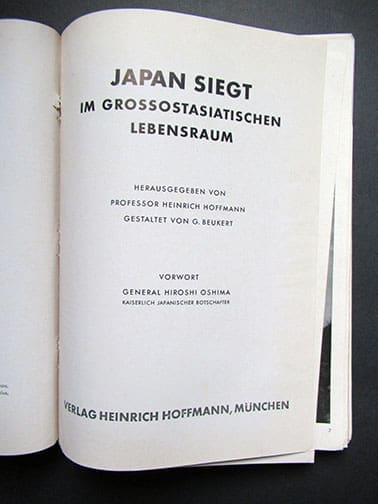 JAPAN SIEGT
IM GROSSOSTASIATISCHEN
LEBENSRAUM
HERAUSGEGEBEN VON
PROFESSOR HEINRICH HOFFMANN
GESTALTET VON G. BEUKERT
VORWORT
GENERAL HIROSHI OSHIMA
KAISERLICH JAPANISCHER BOTSCHAFTER
VERLAG HEINRICH HOFFMANN, MÜNCHEN
7